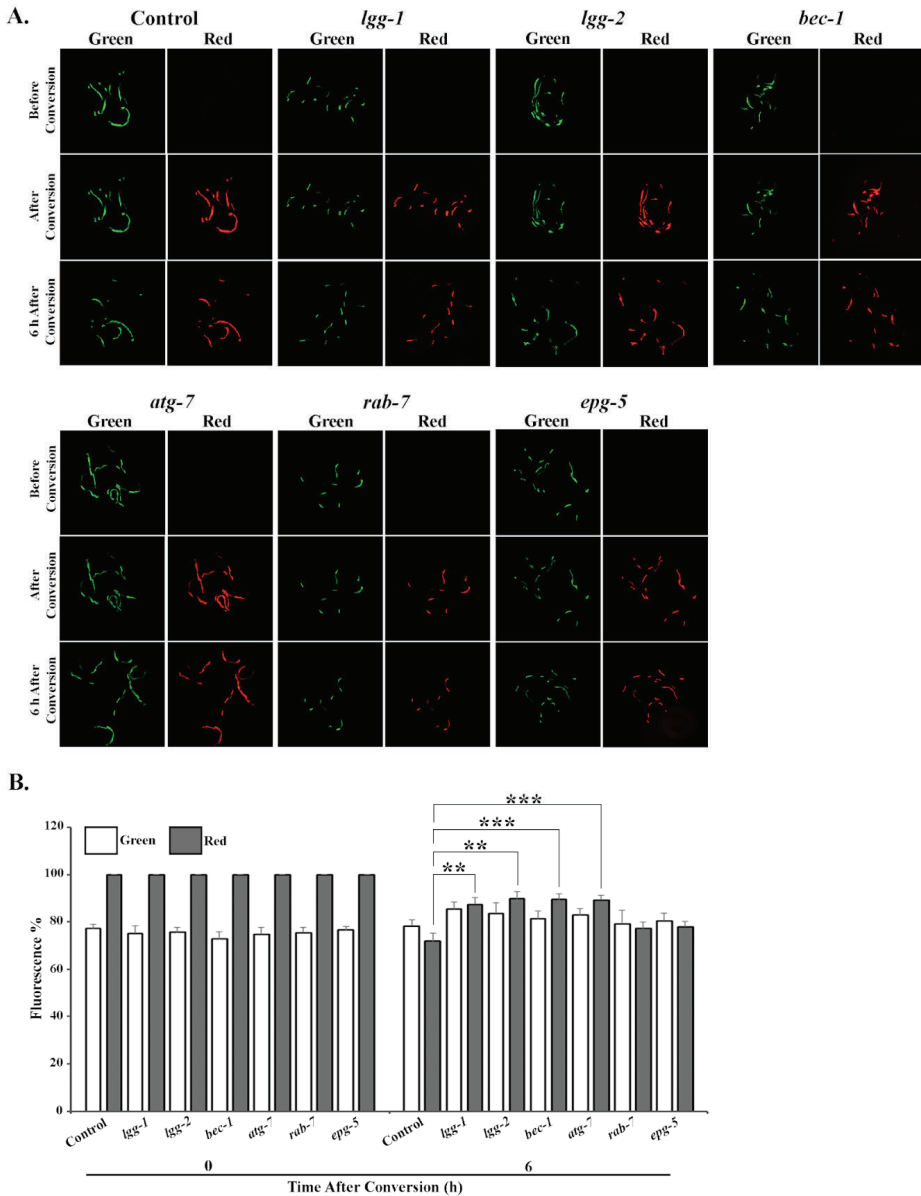 A.
Control lgg-1 lgg-2 bec-1
Green Red Green Red Green Red Green Red
Before Conversion
After Conversion
6 h After Conversion
atg-7 rab-7 epg-5
Green Red Green Red Green Red
Before Conversion
After Conversion
6 h After Conversion
B.
***
***
**
**
Green Red
120
100
80
60
40
20
0
Fluorescence %
Control lgg-1 lgg-2 bec-1 atg-7 rab-7 epg-5 Control lgg-1 lgg-2 bec-1 atg-7 rab-7 epg-5
0 6
Time After Conversion (h)